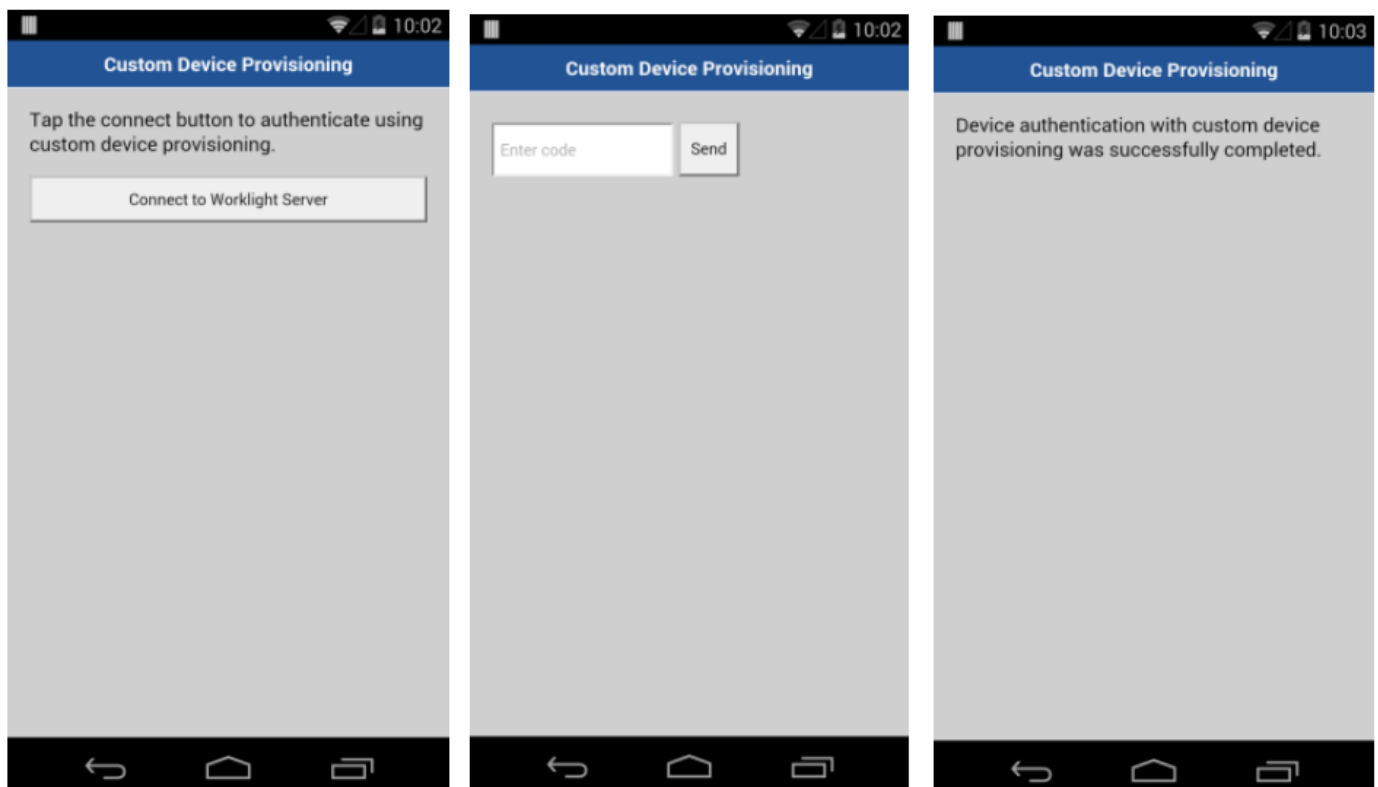 10:02
Custom Device Provisioning
Tap the connect button to authenticate using
custom device provisioning.
Connect to Worklight Server
10:02
Custom Device Provisioning
Enter code
Send
10:03
Custom Device Provisioning
Device authentication with custom device
provisioning was successfully completed.